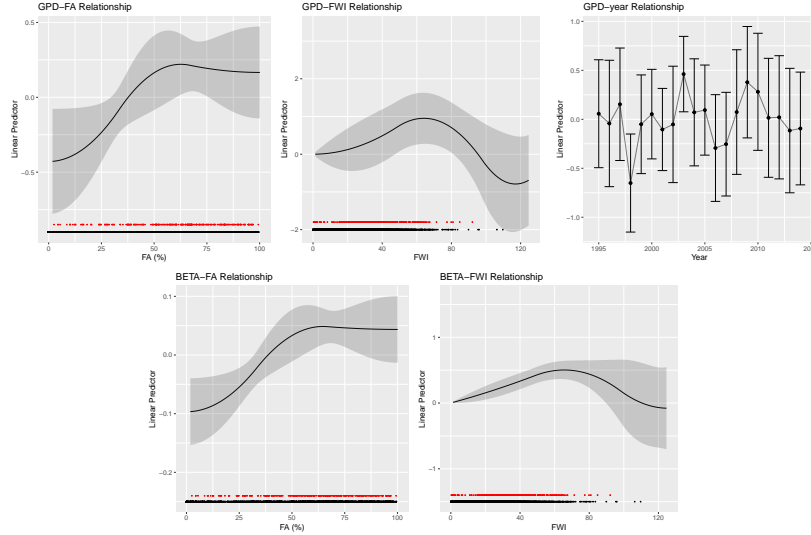 GPD−FA Relationship
GPD−FWI Relationship
GPD−year Relationship
Linear Predictor
0.5
0.0
−0.5
0
25
50
75
100
FA (%)
Linear Predictor
2
0
−2
0
40
80
120
FWI
Linear Predictor
1.0
0.5
0.0
−0.5
−1.0
1995
2000
2005
2010
Year
BETA−FA Relationship
BETA−FWI Relationship
Linear Predictor
0.1
0.0
−0.1
−0.2
0
25
50
75
100
FA (%)
Linear Predictor
1
0
−1
0
40
80
120
FWI